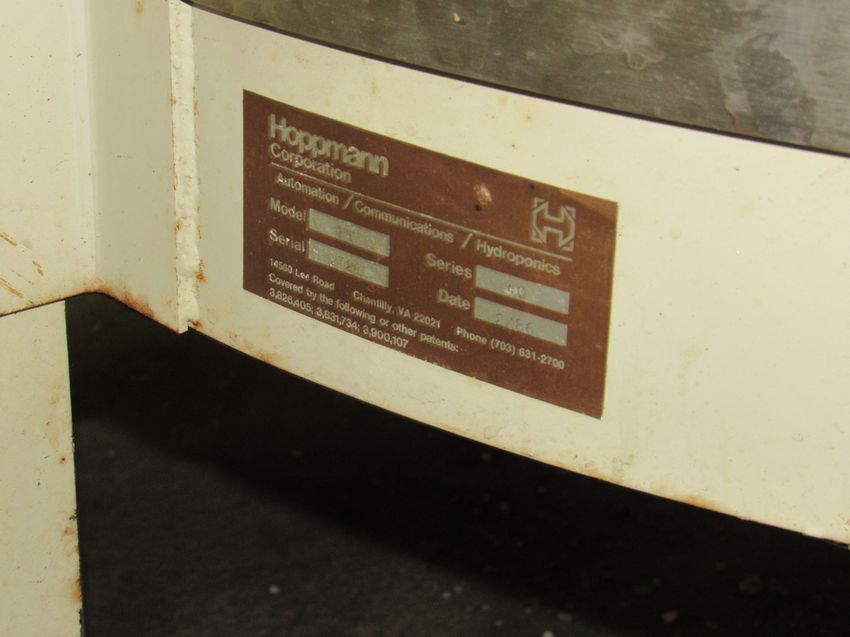 Hoppmann
Corporation
Automation / Communications / Hydroponics
Model
Series
Serial
Date
14560 Lee Road Chantilly, VA 22021 Phone (703) 631-2700
Covered by the following or other patents:
3,826,405; 3,831,734; 3,900,107